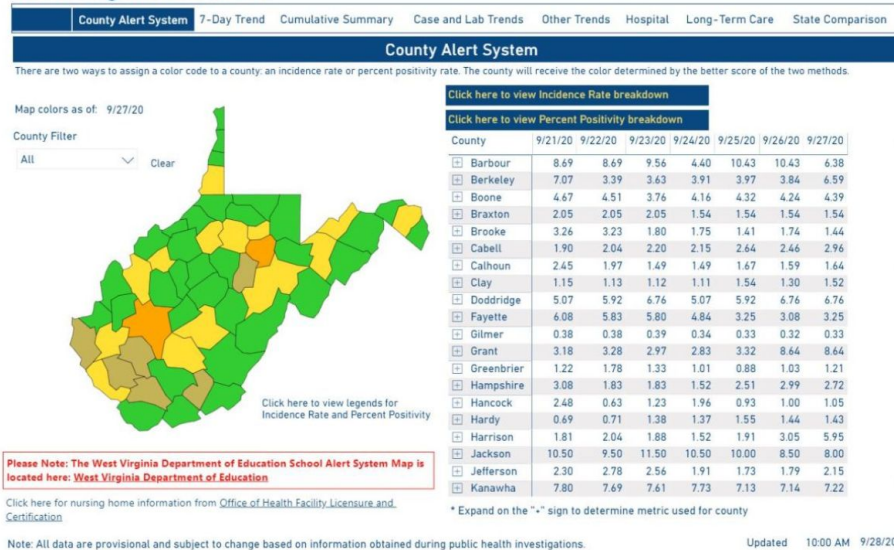 County Alert System 7-Day Trend Cumulative Summary Case and Lab Trends Other Trends Hospital Long-Term Care State Comparison
County Alert System
There are two ways to assign a color code to a county: an incidence rate or percent positivity rate. The county will receive the color determined by the better score of the two methods.
Map colors as of: 9/27/20
County Filter
All
Clear
Click here to view legends for
Incidence Rate and Percent Positivity
Please Note: The West Virginia Department of Education School Alert System Map is
located here: West Virginia Department of Education
Click here for nursing home information from Office of Health Facility Licensure and
Certification
Click here to view Incidence Rate breakdown
Click here to view Percent Positivity breakdown
County 9/21/20 9/22/20 9/23/20 9/24/20 9/25/20 9/26/20 9/27/20
Barbour 8.69 8.69 9.56 4.40 10.43 10.43 6.38
Berkeley 7.07 3.39 3.63 3.91 3.97 3.84 6.59
Boone 4.67 4.51 3.76 4.16 4.32 4.24 4.39
Braxton 2.05 2.05 2.05 1.54 1.54 1.54 1.54
Brooke 3.26 3.23 1.80 1.75 1.41 1.74 1.44
Cabell 1.90 2.04 2.20 2.15 2.64 2.46 2.96
Calhoun 2.45 1.97 1.49 1.49 1.67 1.59 1.64
Clay 1.15 1.13 1.12 1.11 1.54 1.30 1.52
Doddridge 5.07 5.92 6.76 5.07 5.92 6.76 6.76
Fayette 6.08 5.83 5.80 4.84 3.25 3.08 3.25
Gilmer 0.38 0.38 0.39 0.34 0.33 0.32 0.33
Grant 3.18 3.28 2.97 2.83 3.32 8.64 8.64
Greenbrier 1.22 1.78 1.33 1.01 0.88 1.03 1.21
Hampshire 3.08 1.83 1.83 1.52 2.51 2.99 2.72
Hancock 2.48 0.63 1.23 1.96 0.93 1.00 1.05
Hardy 0.69 0.71 1.38 1.37 1.55 1.44 1.43
Harrison 1.81 2.04 1.88 1.52 1.91 3.05 5.95
Jackson 10.50 9.50 11.50 10.50 10.00 8.50 8.00
Jefferson 2.30 2.78 2.56 1.91 1.73 1.79 2.15
Kanawha 7.80 7.69 7.61 7.73 7.13 7.14 7.22
* Expand on the "+" sign to determine metric used for county
Note: All data are provisional and subject to change based on information obtained during public health investigations.
Updated 10:00 AM 9/28/20